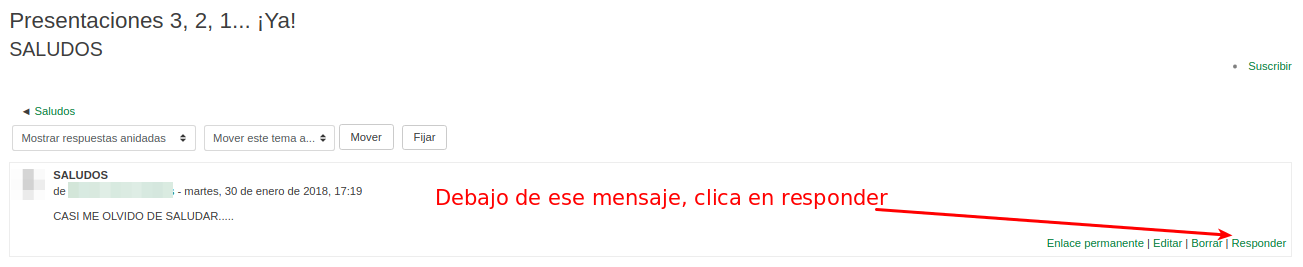 Presentaciones 3, 2, 1... ¡Ya!
SALUDOS
Suscribir
◄ Saludos
Mostrar respuestas anidadas Mover este tema a... Mover Fijar
SALUDOS
de - martes, 30 de enero de 2018, 17:19
Debajo de ese mensaje, clica en responder
CASI ME OLVIDO DE SALUDAR.....
Enlace permanente | Editar | Borrar | Responder